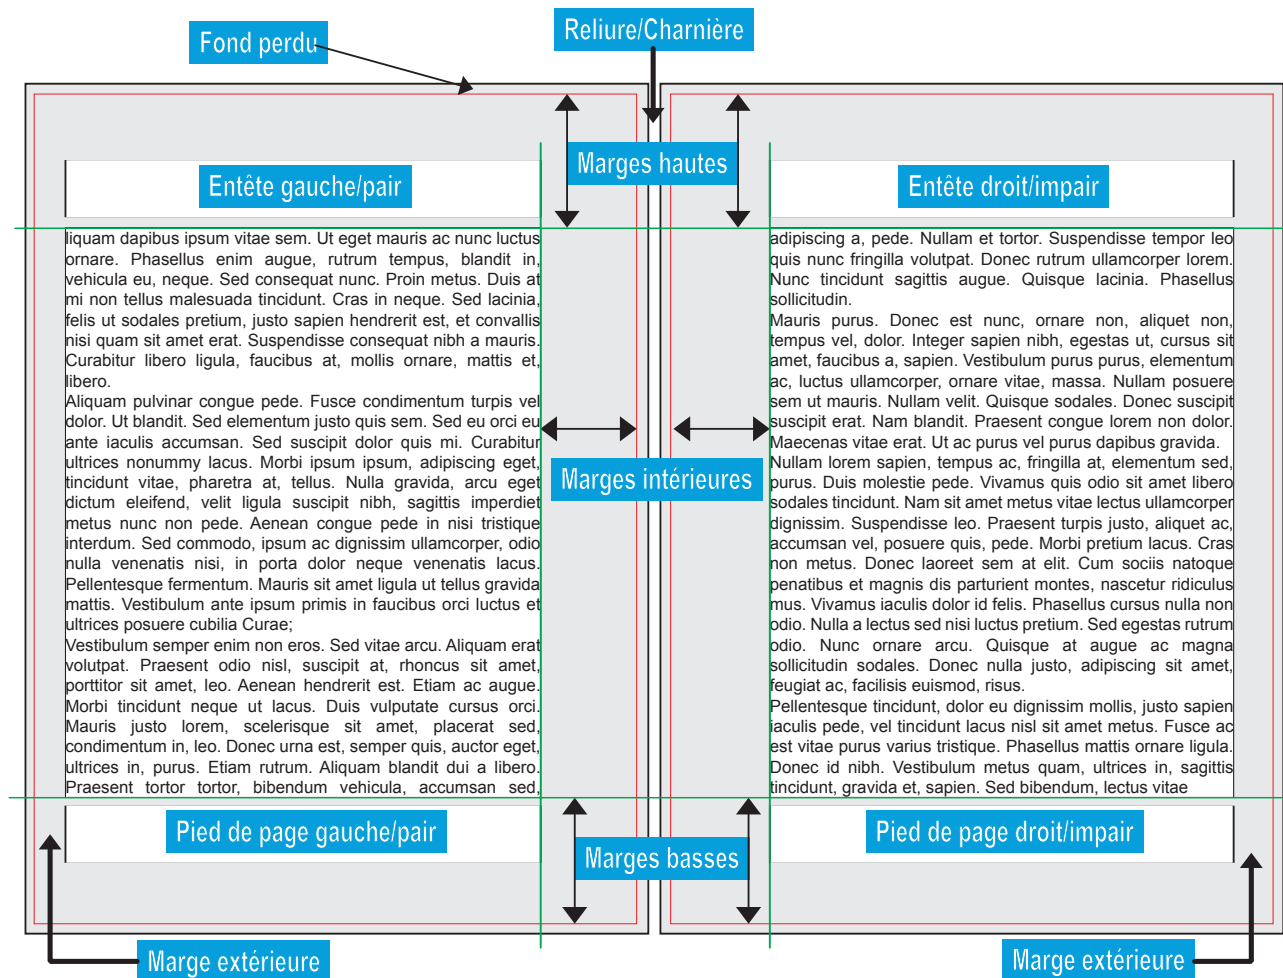 Reliure/Charnière
Fond perdu
Marges hautes
Entête gauche/pair
Entête droit/impair
liquam dapibus ipsum vitae sem. Ut eget mauris ac nunc luctus
ornare. Phasellus enim augue, rutrum tempus, blandit in,
vehicula eu, neque. Sed consequat nunc. Proin metus. Duis at
mi non tellus malesuada tincidunt. Cras in neque. Sed lacinia,
felis ut sodales pretium, justo sapien hendrerit est, et convallis
nisi quam sit amet erat. Suspendisse consequat nibh a mauris.
Curabitur libero ligula, faucibus at, mollis ornare, mattis et,
libero.
Aliquam pulvinar congue pede. Fusce condimentum turpis vel
dolor. Ut blandit. Sed elementum justo quis sem. Sed eu orci eu
ante iaculis accumsan. Sed suscipit dolor quis mi. Curabitur
ultrices nonummy lacus. Morbi ipsum ipsum, adipiscing eget,
tincidunt vitae, pharetra at, tellus. Nulla gravida, arcu eget
dictum eleifend, velit ligula suscipit nibh, sagittis imperdiet
metus nunc non pede. Aenean congue pede in nisi tristique
interdum. Sed commodo, ipsum ac dignissim ullamcorper, odio
nulla venenatis nisi, in porta dolor neque venenatis lacus.
Pellentesque fermentum. Mauris sit amet ligula ut tellus gravida
mattis. Vestibulum ante ipsum primis in faucibus orci luctus et
ultrices posuere cubilia Curae;
Vestibulum semper enim non eros. Sed vitae arcu. Aliquam erat
volutpat. Praesent odio nisl, suscipit at, rhoncus sit amet,
porttitor sit amet, leo. Aenean hendrerit est. Etiam ac augue.
Morbi tincidunt neque ut lacus. Duis vulputate cursus orci.
Mauris justo lorem, scelerisque sit amet, placerat sed,
condimentum in, leo. Donec urna est, semper quis, auctor eget,
ultrices in, purus. Etiam rutrum. Aliquam blandit dui a libero.
Praesent tortor tortor, bibendum vehicula, accumsan sed,
Marges intérieures
adipiscing a, pede. Nullam et tortor. Suspendisse tempor leo
quis nunc fringilla volutpat. Donec rutrum ullamcorper lorem.
Nunc tincidunt sagittis augue. Quisque lacinia. Phasellus
sollicitudin.
Mauris purus. Donec est nunc, ornare non, aliquet non,
tempus vel, dolor. Integer sapien nibh, egestas ut, cursus sit
amet, faucibus a, sapien. Vestibulum purus purus, elementum
ac, luctus ullamcorper, ornare vitae, massa. Nullam posuere
sem ut mauris. Nullam velit. Quisque sodales. Donec suscipit
suscipit erat. Nam blandit. Praesent congue lorem non dolor.
Maecenas vitae erat. Ut ac purus vel purus dapibus gravida.
Nullam lorem sapien, tempus ac, fringilla at, elementum sed,
purus. Duis molestie pede. Vivamus quis odio sit amet libero
sodales tincidunt. Nam sit amet metus vitae lectus ullamcorper
dignissim. Suspendisse leo. Praesent turpis justo, aliquet ac,
accumsan vel, posuere quis, pede. Morbi pretium lacus. Cras
non metus. Donec laoreet sem at elit. Cum sociis natoque
penatibus et magnis dis parturient montes, nascetur ridiculus
mus. Vivamus iaculis dolor id felis. Phasellus cursus nulla non
odio. Nulla a lectus sed nisi luctus pretium. Sed egestas rutrum
odio. Nunc ornare arcu. Quisque at augue ac magna
sollicitudin sodales. Donec nulla justo, adipiscing sit amet,
feugiat ac, facilisis euismod, risus.
Pellentesque tincidunt, dolor eu dignissim mollis, justo sapien
iaculis pede, vel tincidunt lacus nisl sit amet metus. Fusce ac
est vitae purus varius tristique. Phasellus mattis ornare ligula.
Donec id nibh. Vestibulum metus quam, ultrices in, sagittis
tincidunt, gravida et, sapien. Sed bibendum, lectus vitae
Pied de page gauche/pair
Pied de page droit/impair
Marges basses
Marge extérieure
Marge extérieure